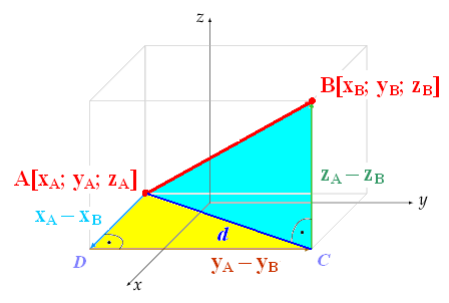 z
B[x_B; y_B; z_B]
A[x_A; y_A; z_A]
z_A – z_B
y
x_A – x_B
d
D
y_A – y_B
C
x